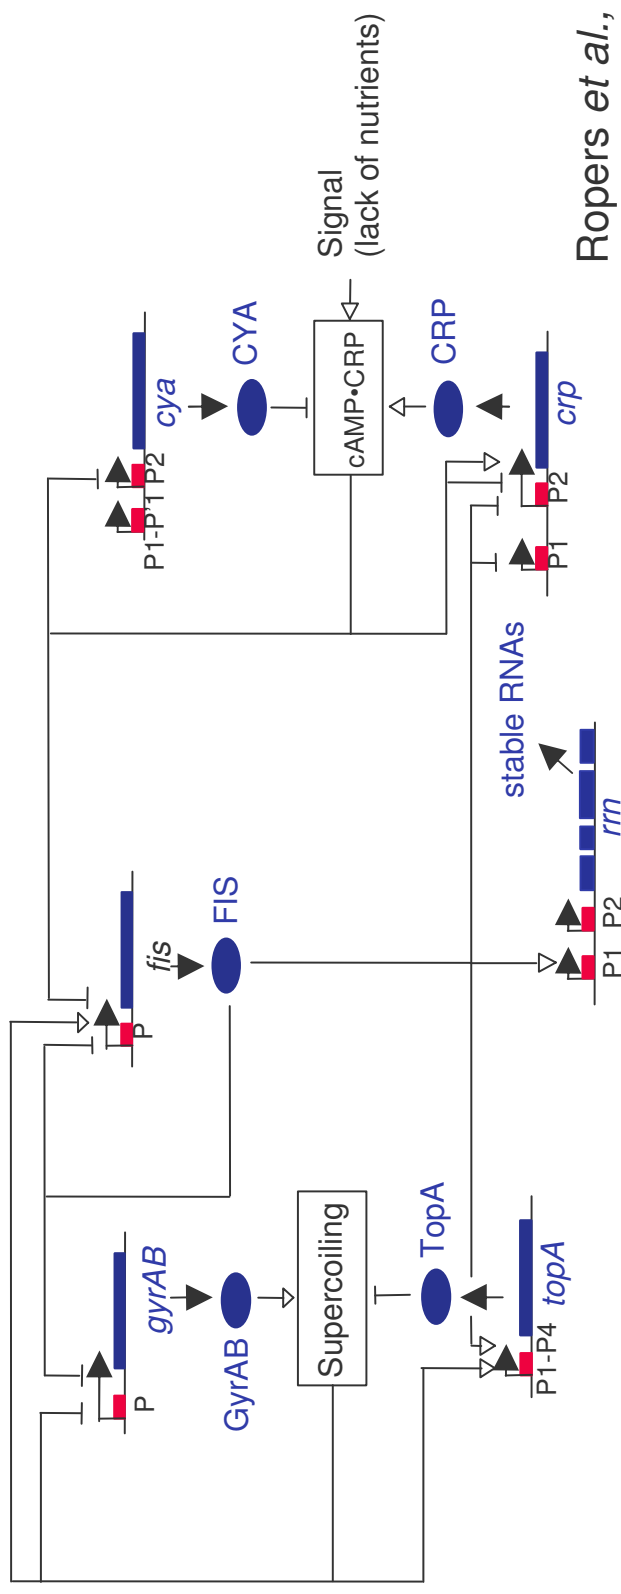 P
gyrAB
GyrAB
Supercoiling
TopA
P1-P4
topA
P
fis
FIS
P1 P2
rrn
stable RNAs
P1-P'1 P2
cya
CYA
cAMP•CRP
Signal
(lack of nutrients)
CRP
P1 P2
crp
Ropers et al.,